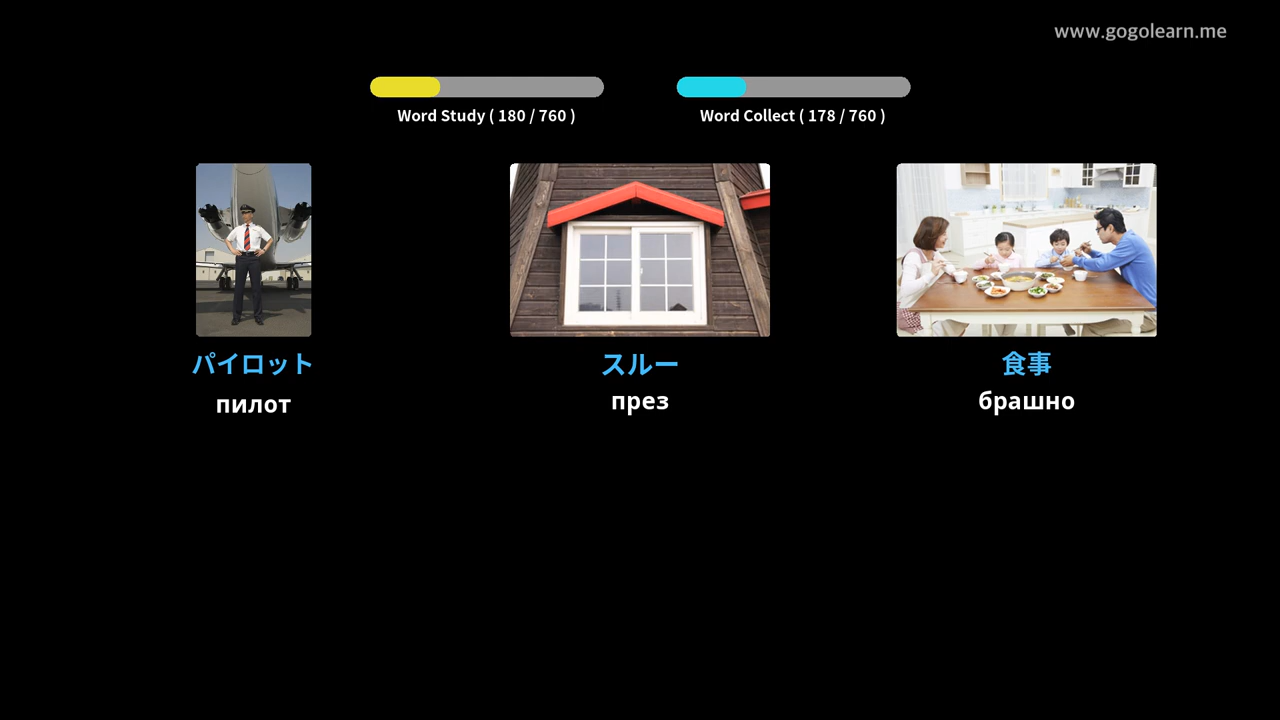 www.gogolearn.me
Word Study ( 180 / 760 )
Word Collect ( 178 / 760 )
パイロット
スルー
食事
пилот
през
брашно